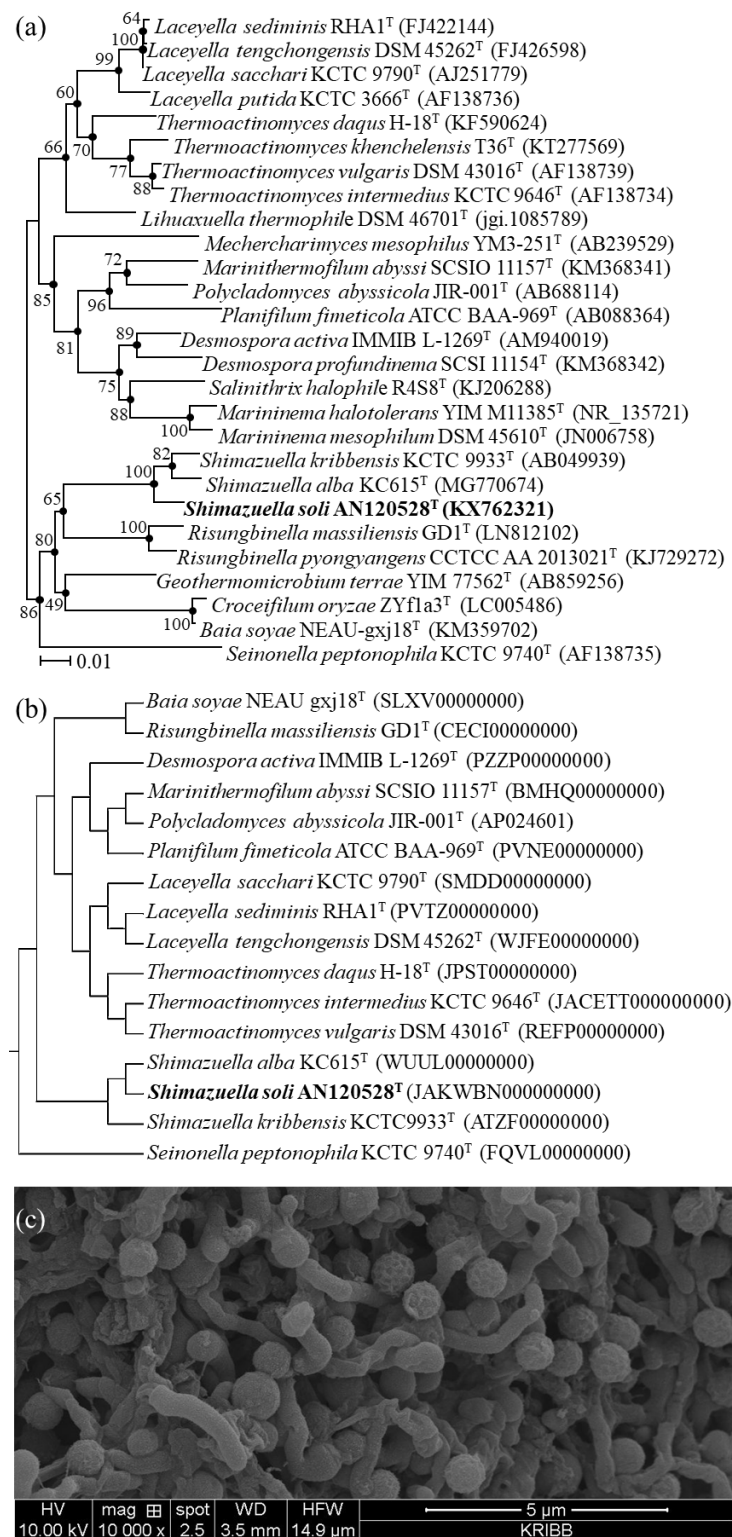 (a)
64
Laceyella sediminis RHA1ᵀ (FJ422144)
100
Laceyella tengchongensis DSM 45262ᵀ (FJ426598)
99
Laceyella sacchari KCTC 9790ᵀ (AJ251779)
60
Laceyella putida KCTC 3666ᵀ (AF138736)
Thermoactinomyces daqus H-18ᵀ (KF590624)
66
70
Thermoactinomyces khenchelensis T36ᵀ (KT277569)
77
Thermoactinomyces vulgaris DSM 43016ᵀ (AF138739)
88
Thermoactinomyces intermedius KCTC 9646ᵀ (AF138734)
Lihuaxuella thermophile DSM 46701ᵀ (jgi.1085789)
Mechercharimyces mesophilus YM3-251ᵀ (AB239529)
72
Marinithermofilum abyssi SCSIO 11157ᵀ (KM368341)
85
Polycladomyces abyssicola JIR-001ᵀ (AB688114)
96
Planifilum fimeticola ATCC BAA-969ᵀ (AB088364)
89
Desmospora activa IMMIB L-1269ᵀ (AM940019)
81
Desmospora profundinema SCSI 11154ᵀ (KM368342)
75
Salinithrix halophile R4S8ᵀ (KJ206288)
88
Marininema halotolerans YIM M11385ᵀ (NR_135721)
100
Marininema mesophilum DSM 45610ᵀ (JN006758)
82
Shimazuella kribbensis KCTC 9933ᵀ (AB049939)
100
Shimazuella alba KC615ᵀ (MG770674)
65
Shimazuella soli AN120528ᵀ (KX762321)
100
Risungbinella massiliensis GD1ᵀ (LN812102)
80
Risungbinella pyongyangens CCTCC AA 2013021ᵀ (KJ729272)
Geothermomicrobium terrae YIM 77562ᵀ (AB859256)
86
49
Croceifilum oryzae ZYf1a3ᵀ (LC005486)
100
Baia soyae NEAU-gxj18ᵀ (KM359702)
Seinonella peptonophila KCTC 9740ᵀ (AF138735)
0.01
(b)
Baia soyae NEAU gxj18ᵀ (SLXV00000000)
Risungbinella massiliensis GD1ᵀ (CECI00000000)
Desmospora activa IMMIB L-1269ᵀ (PZZP00000000)
Marinithermofilum abyssi SCSIO 11157ᵀ (BMHQ00000000)
Polycladomyces abyssicola JIR-001ᵀ (AP024601)
Planifilum fimeticola ATCC BAA-969ᵀ (PVNE00000000)
Laceyella sacchari KCTC 9790ᵀ (SMDD00000000)
Laceyella sediminis RHA1ᵀ (PVTZ00000000)
Laceyella tengchongensis DSM 45262ᵀ (WJFE00000000)
Thermoactinomyces daqus H-18ᵀ (JPST00000000)
Thermoactinomyces intermedius KCTC 9646ᵀ (JACETT000000000)
Thermoactinomyces vulgaris DSM 43016ᵀ (REFP00000000)
Shimazuella alba KC615ᵀ (WUUL00000000)
Shimazuella soli AN120528ᵀ (JAKWBN000000000)
Shimazuella kribbensis KCTC9933ᵀ (ATZF00000000)
Seinonella peptonophila KCTC 9740ᵀ (FQVL00000000)
(c)
HV mag ⊞ spot WD HFW 5 µm
10.00 kV 10 000 x 2.5 3.5 mm 14.9 µm KRIBB